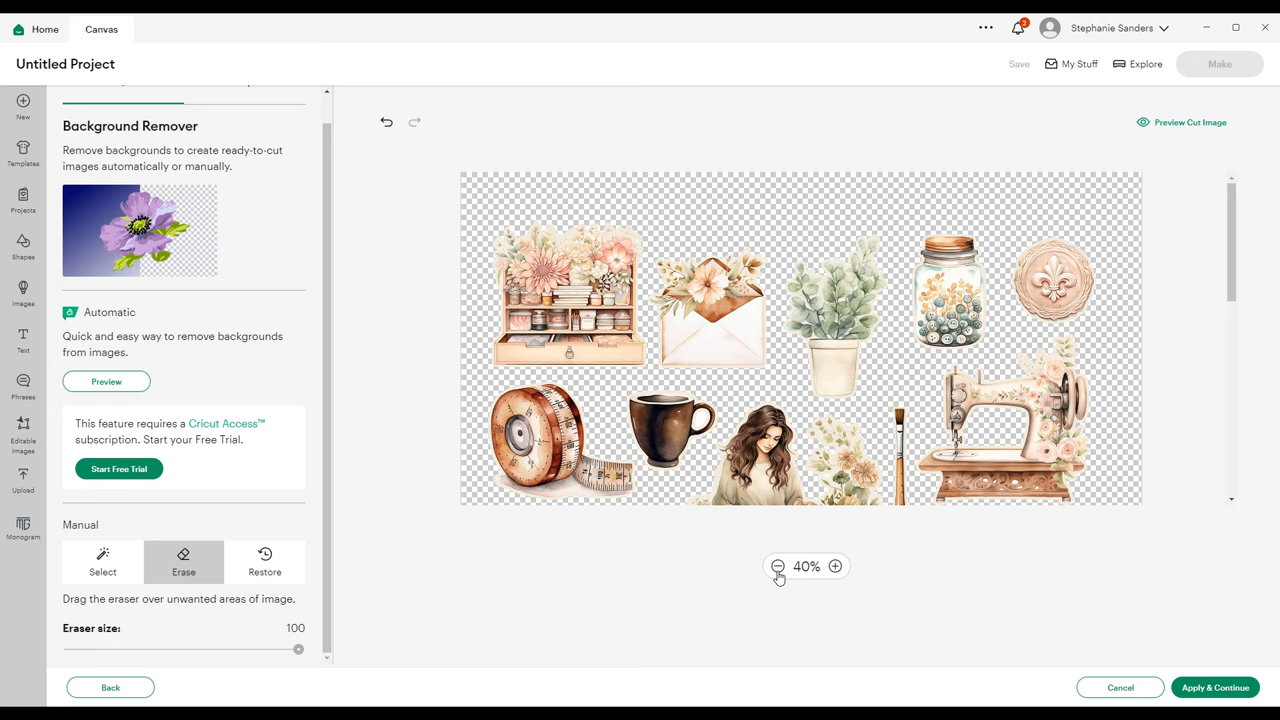 Home
Canvas
2
Stephanie Sanders
Untitled Project
Save
My Stuff
Explore
Make
New
Templates
Projects
Shapes
Images
Text
Phrases
Editable
Images
Upload
Monogram
Background Remover
Remove backgrounds to create ready-to-cut
images automatically or manually.
a
Automatic
Quick and easy way to remove backgrounds
from images.
Preview
This feature requires a Cricut Access™
subscription. Start your Free Trial.
Start Free Trial
Manual
Select
Erase
Restore
Drag the eraser over unwanted areas of image.
Eraser size: 100
Back
Preview Cut Image
40%
Cancel
Apply & Continue